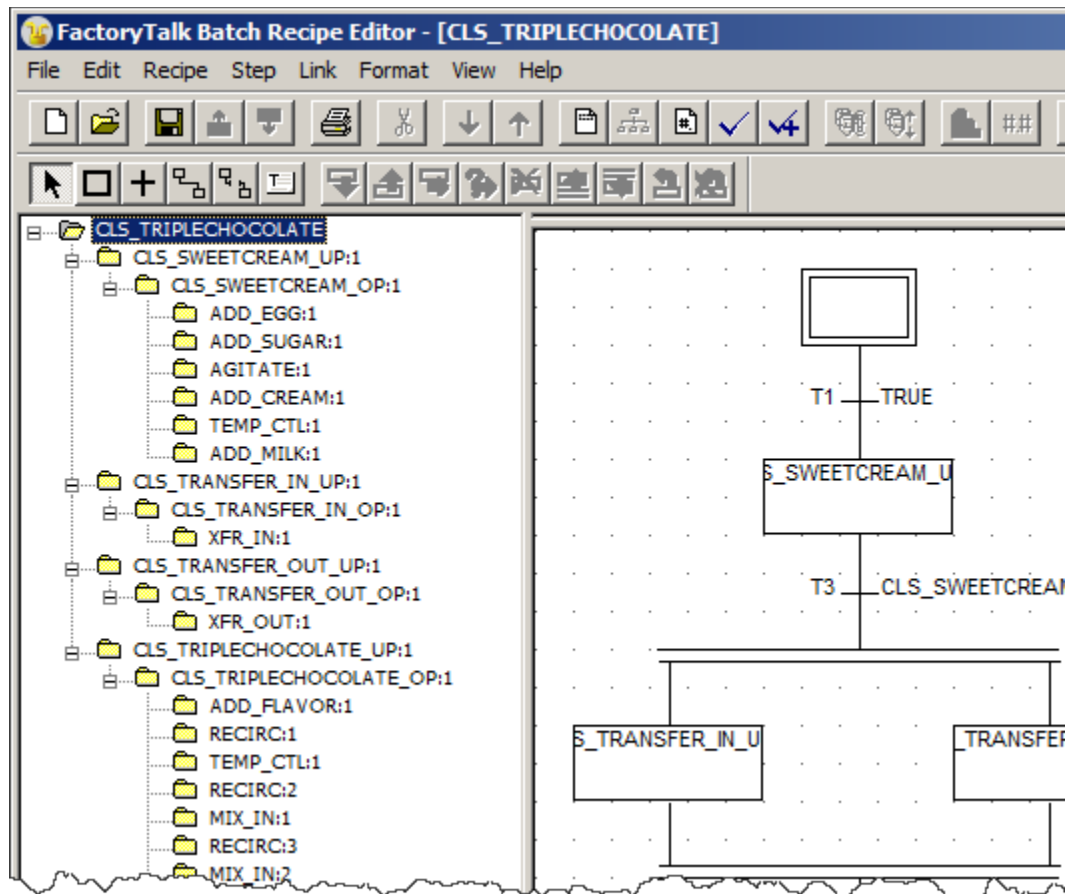 FactoryTalk Batch Recipe Editor - [CLS_TRIPLECHOCOLATE]
File Edit Recipe Step Link Format View Help
CLS_TRIPLECHOCOLATE
CLS_SWEETCREAM_UP:1
CLS_SWEETCREAM_OP:1
ADD_EGG:1
ADD_SUGAR:1
AGITATE:1
ADD_CREAM:1
TEMP_CTL:1
ADD_MILK:1
CLS_TRANSFER_IN_UP:1
CLS_TRANSFER_IN_OP:1
XFR_IN:1
CLS_TRANSFER_OUT_UP:1
CLS_TRANSFER_OUT_OP:1
XFR_OUT:1
CLS_TRIPLECHOCOLATE_UP:1
CLS_TRIPLECHOCOLATE_OP:1
ADD_FLAVOR:1
RECIRC:1
TEMP_CTL:1
RECIRC:2
MIX_IN:1
RECIRC:3
MIX_IN:2
T1 TRUE
S_SWEETCREAM_U
T3 CLS_SWEETCREAM
S_TRANSFER_IN_U
_TRANSFER